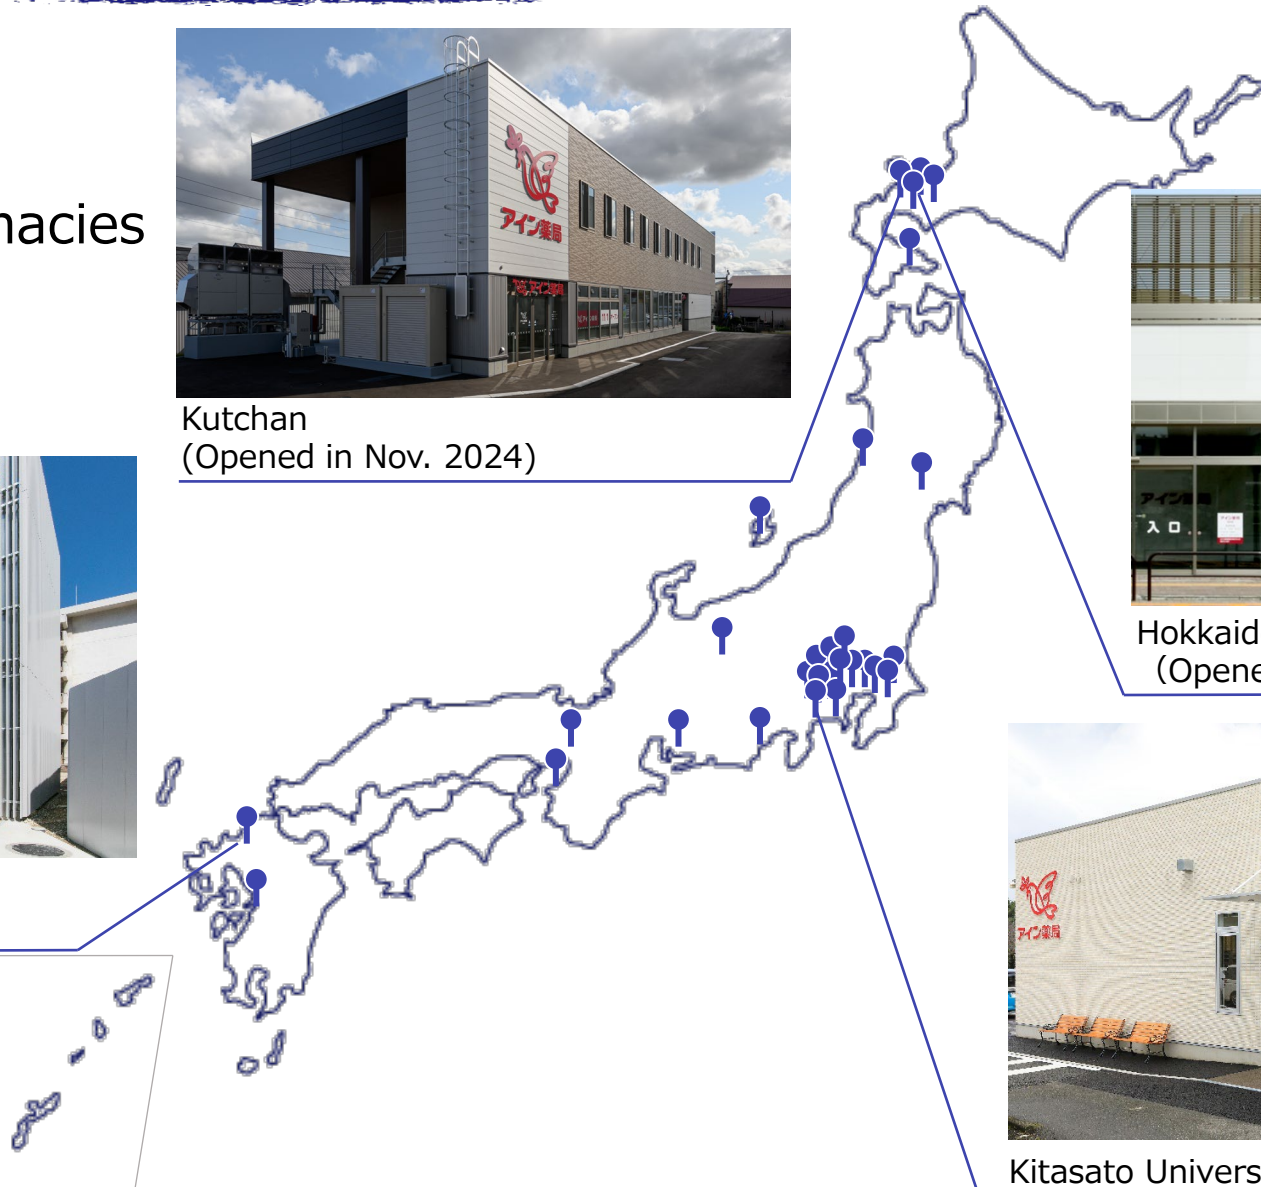 macies
アイン薬局
アイン薬局
Kutchan
(Opened in Nov. 2024)
アイン薬局
入口
Hokkaid
(Opene
アイン薬局
Kitasato Univers